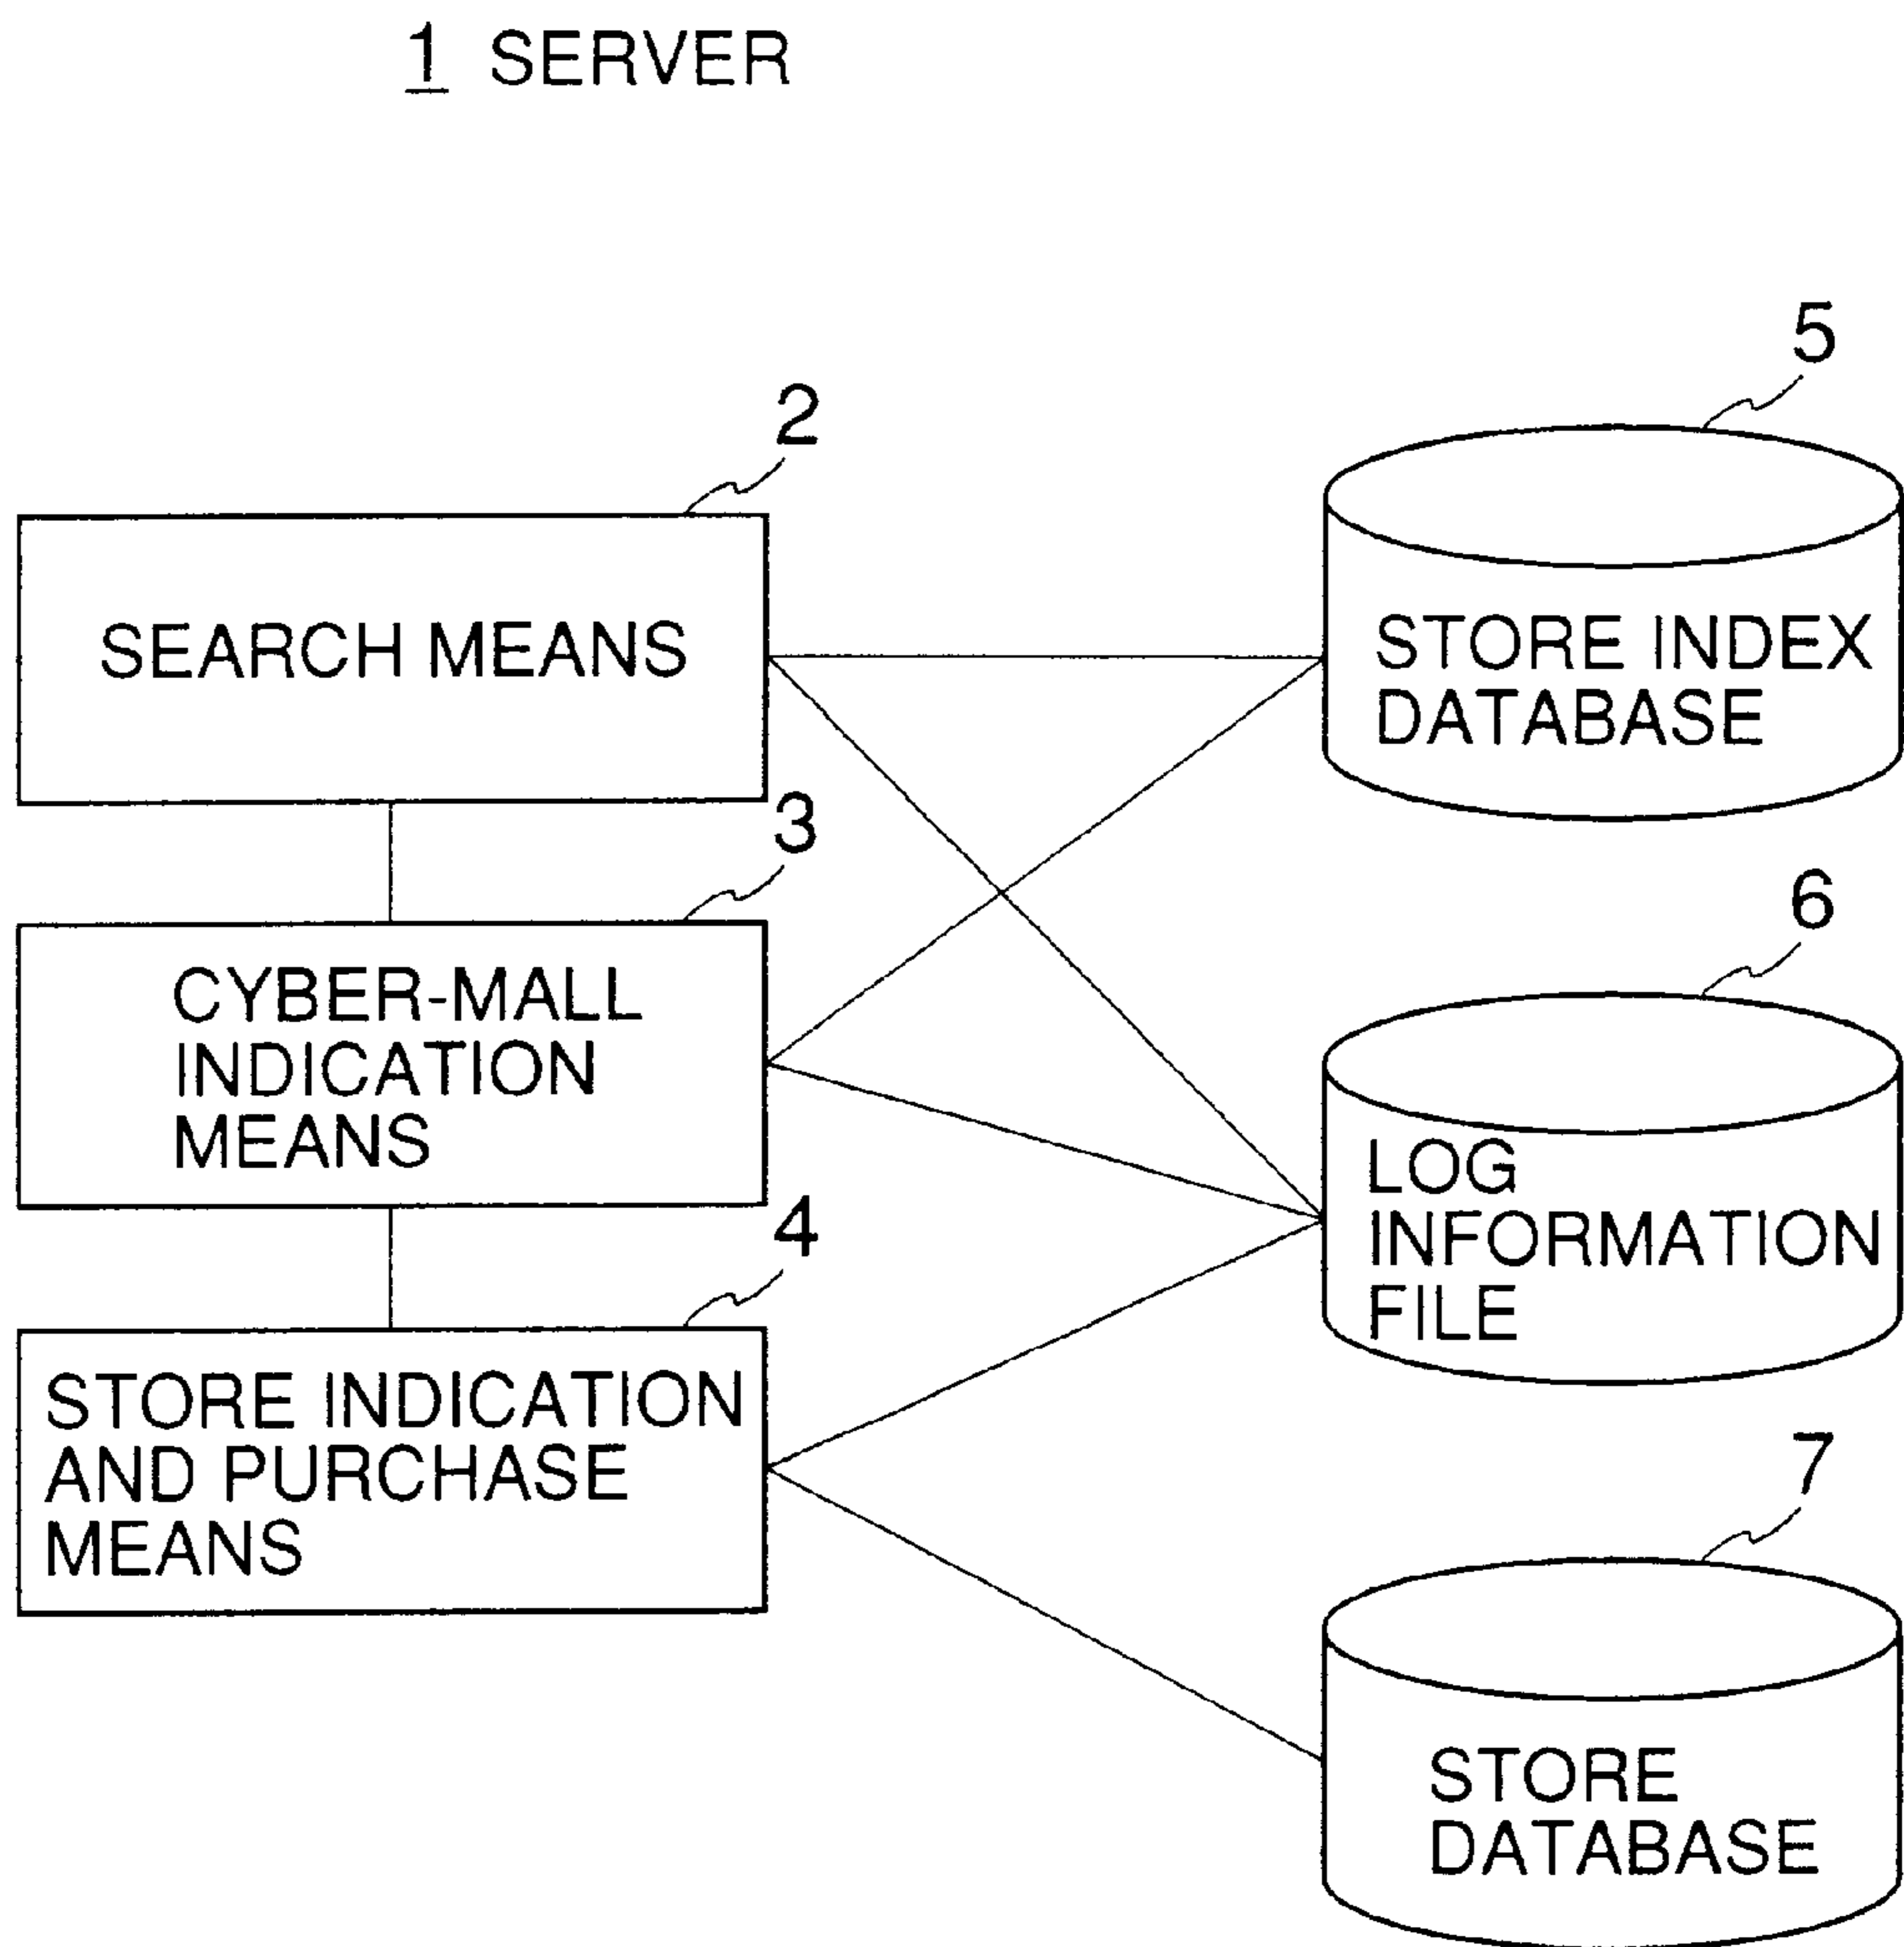 1 SERVER
2
SEARCH MEANS
3
CYBER-MALL
INDICATION
MEANS
4
STORE INDICATION
AND PURCHASE
MEANS
5
STORE INDEX
DATABASE
6
LOG
INFORMATION
FILE
7
STORE
DATABASE